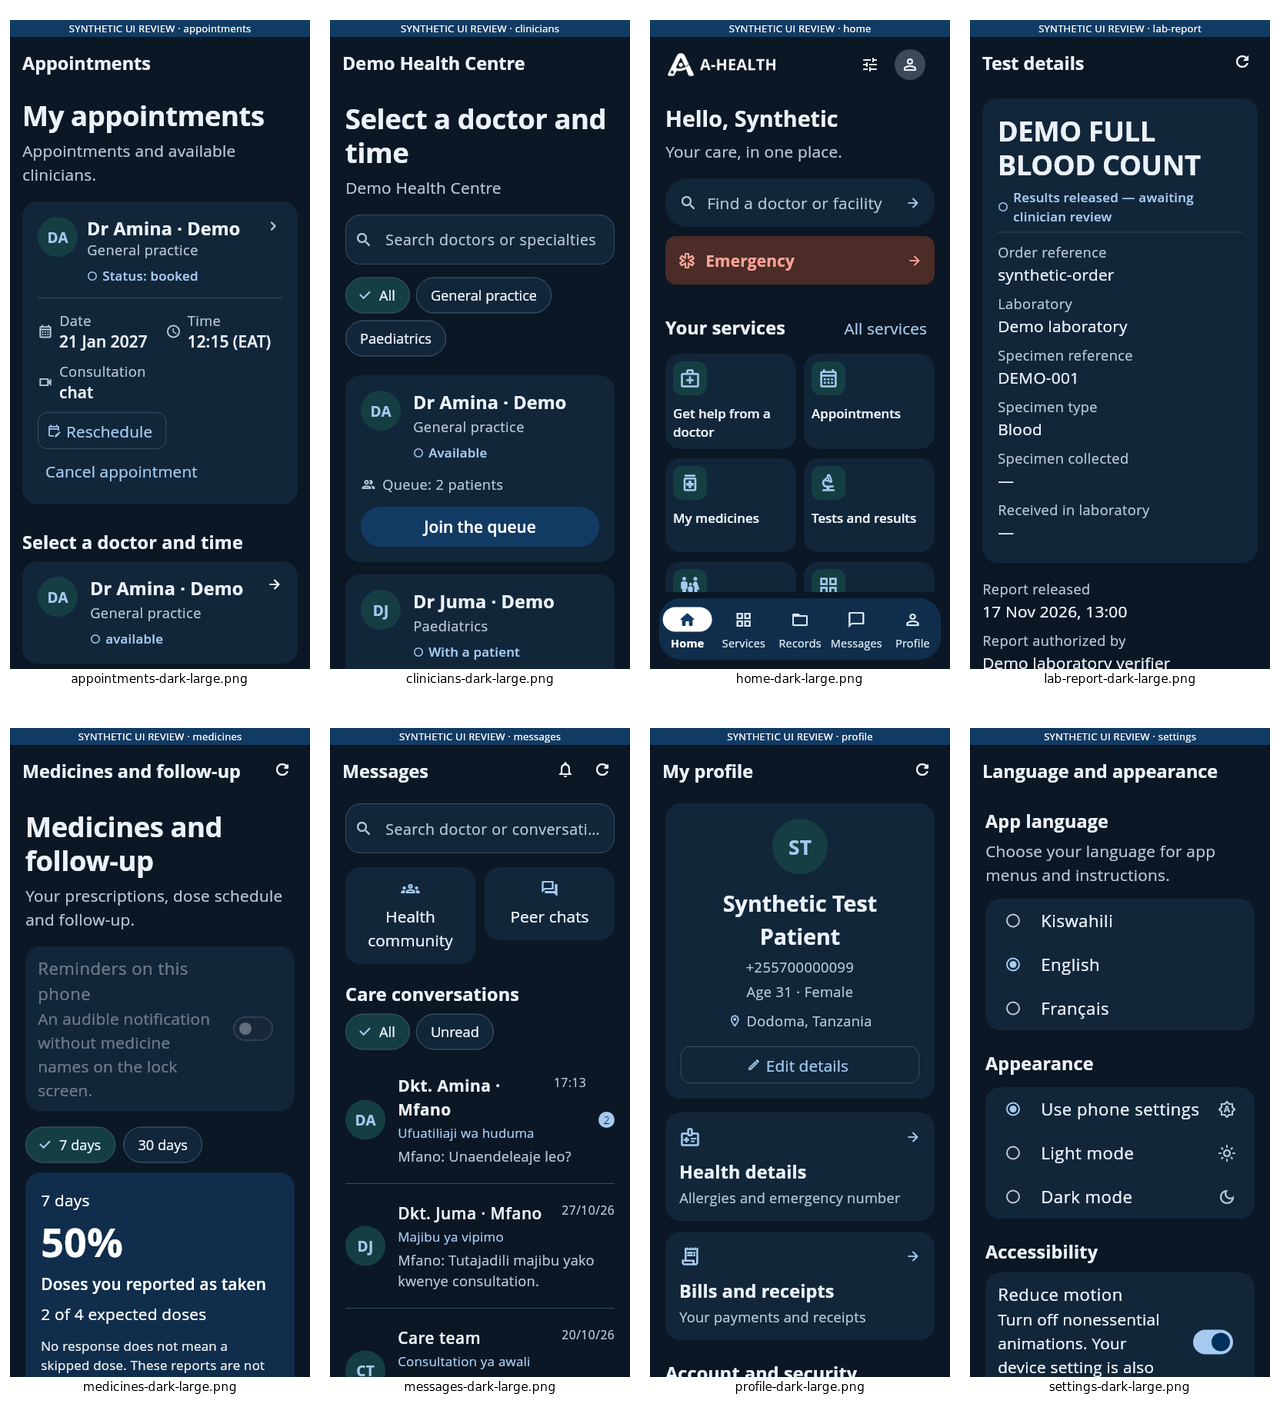 SYNTHETIC UI REVIEW · appointments
Appointments
My appointments
Appointments and available
clinicians.
DA
Dr Amina · Demo
General practice
Status: booked
Date
21 Jan 2027
Time
12:15 (EAT)
Consultation
chat
Reschedule
Cancel appointment
Select a doctor and time
DA
Dr Amina · Demo
General practice
available
appointments-dark-large.png
SYNTHETIC UI REVIEW · clinicians
Demo Health Centre
Select a doctor and
time
Demo Health Centre
Search doctors or specialties
All
General practice
Paediatrics
DA
Dr Amina · Demo
General practice
Available
Queue: 2 patients
Join the queue
DJ
Dr Juma · Demo
Paediatrics
With a patient
clinicians-dark-large.png
SYNTHETIC UI REVIEW · home
A-HEALTH
Hello, Synthetic
Your care, in one place.
Find a doctor or facility
Emergency
Your services
All services
Get help from a
doctor
Appointments
My medicines
Tests and results
Home
Services
Records
Messages
Profile
home-dark-large.png
SYNTHETIC UI REVIEW · lab-report
Test details
DEMO FULL
BLOOD COUNT
Results released — awaiting
clinician review
Order reference
synthetic-order
Laboratory
Demo laboratory
Specimen reference
DEMO-001
Specimen type
Blood
Specimen collected
—
Received in laboratory
—
Report released
17 Nov 2026, 13:00
Report authorized by
Demo laboratory verifier
lab-report-dark-large.png
SYNTHETIC UI REVIEW · medicines
Medicines and follow-up
Medicines and
follow-up
Your prescriptions, dose schedule
and follow-up.
Reminders on this
phone
An audible notification
without medicine
names on the lock
screen.
7 days
30 days
7 days
50%
Doses you reported as taken
2 of 4 expected doses
No response does not mean a
skipped dose. These reports are not
medicines-dark-large.png
SYNTHETIC UI REVIEW · messages
Messages
Search doctor or conversati...
Health
community
Peer chats
Care conversations
All
Unread
DA
Dkt. Amina ·
Mfano
17:13
Ufuatiliaji wa huduma
2
Mfano: Unaendeleaje leo?
DJ
Dkt. Juma · Mfano
27/10/26
Majibu ya vipimo
Mfano: Tutajadili majibu yako
kwenye consultation.
CT
Care team
20/10/26
Consultation ya awali
messages-dark-large.png
SYNTHETIC UI REVIEW · profile
My profile
ST
Synthetic Test
Patient
+255700000099
Age 31 · Female
Dodoma, Tanzania
Edit details
Health details
Allergies and emergency number
Bills and receipts
Your payments and receipts
Account and security
profile-dark-large.png
SYNTHETIC UI REVIEW · settings
Language and appearance
App language
Choose your language for app
menus and instructions.
Kiswahili
English
Français
Appearance
Use phone settings
Light mode
Dark mode
Accessibility
Reduce motion
Turn off nonessential
animations. Your
device setting is also
settings-dark-large.png